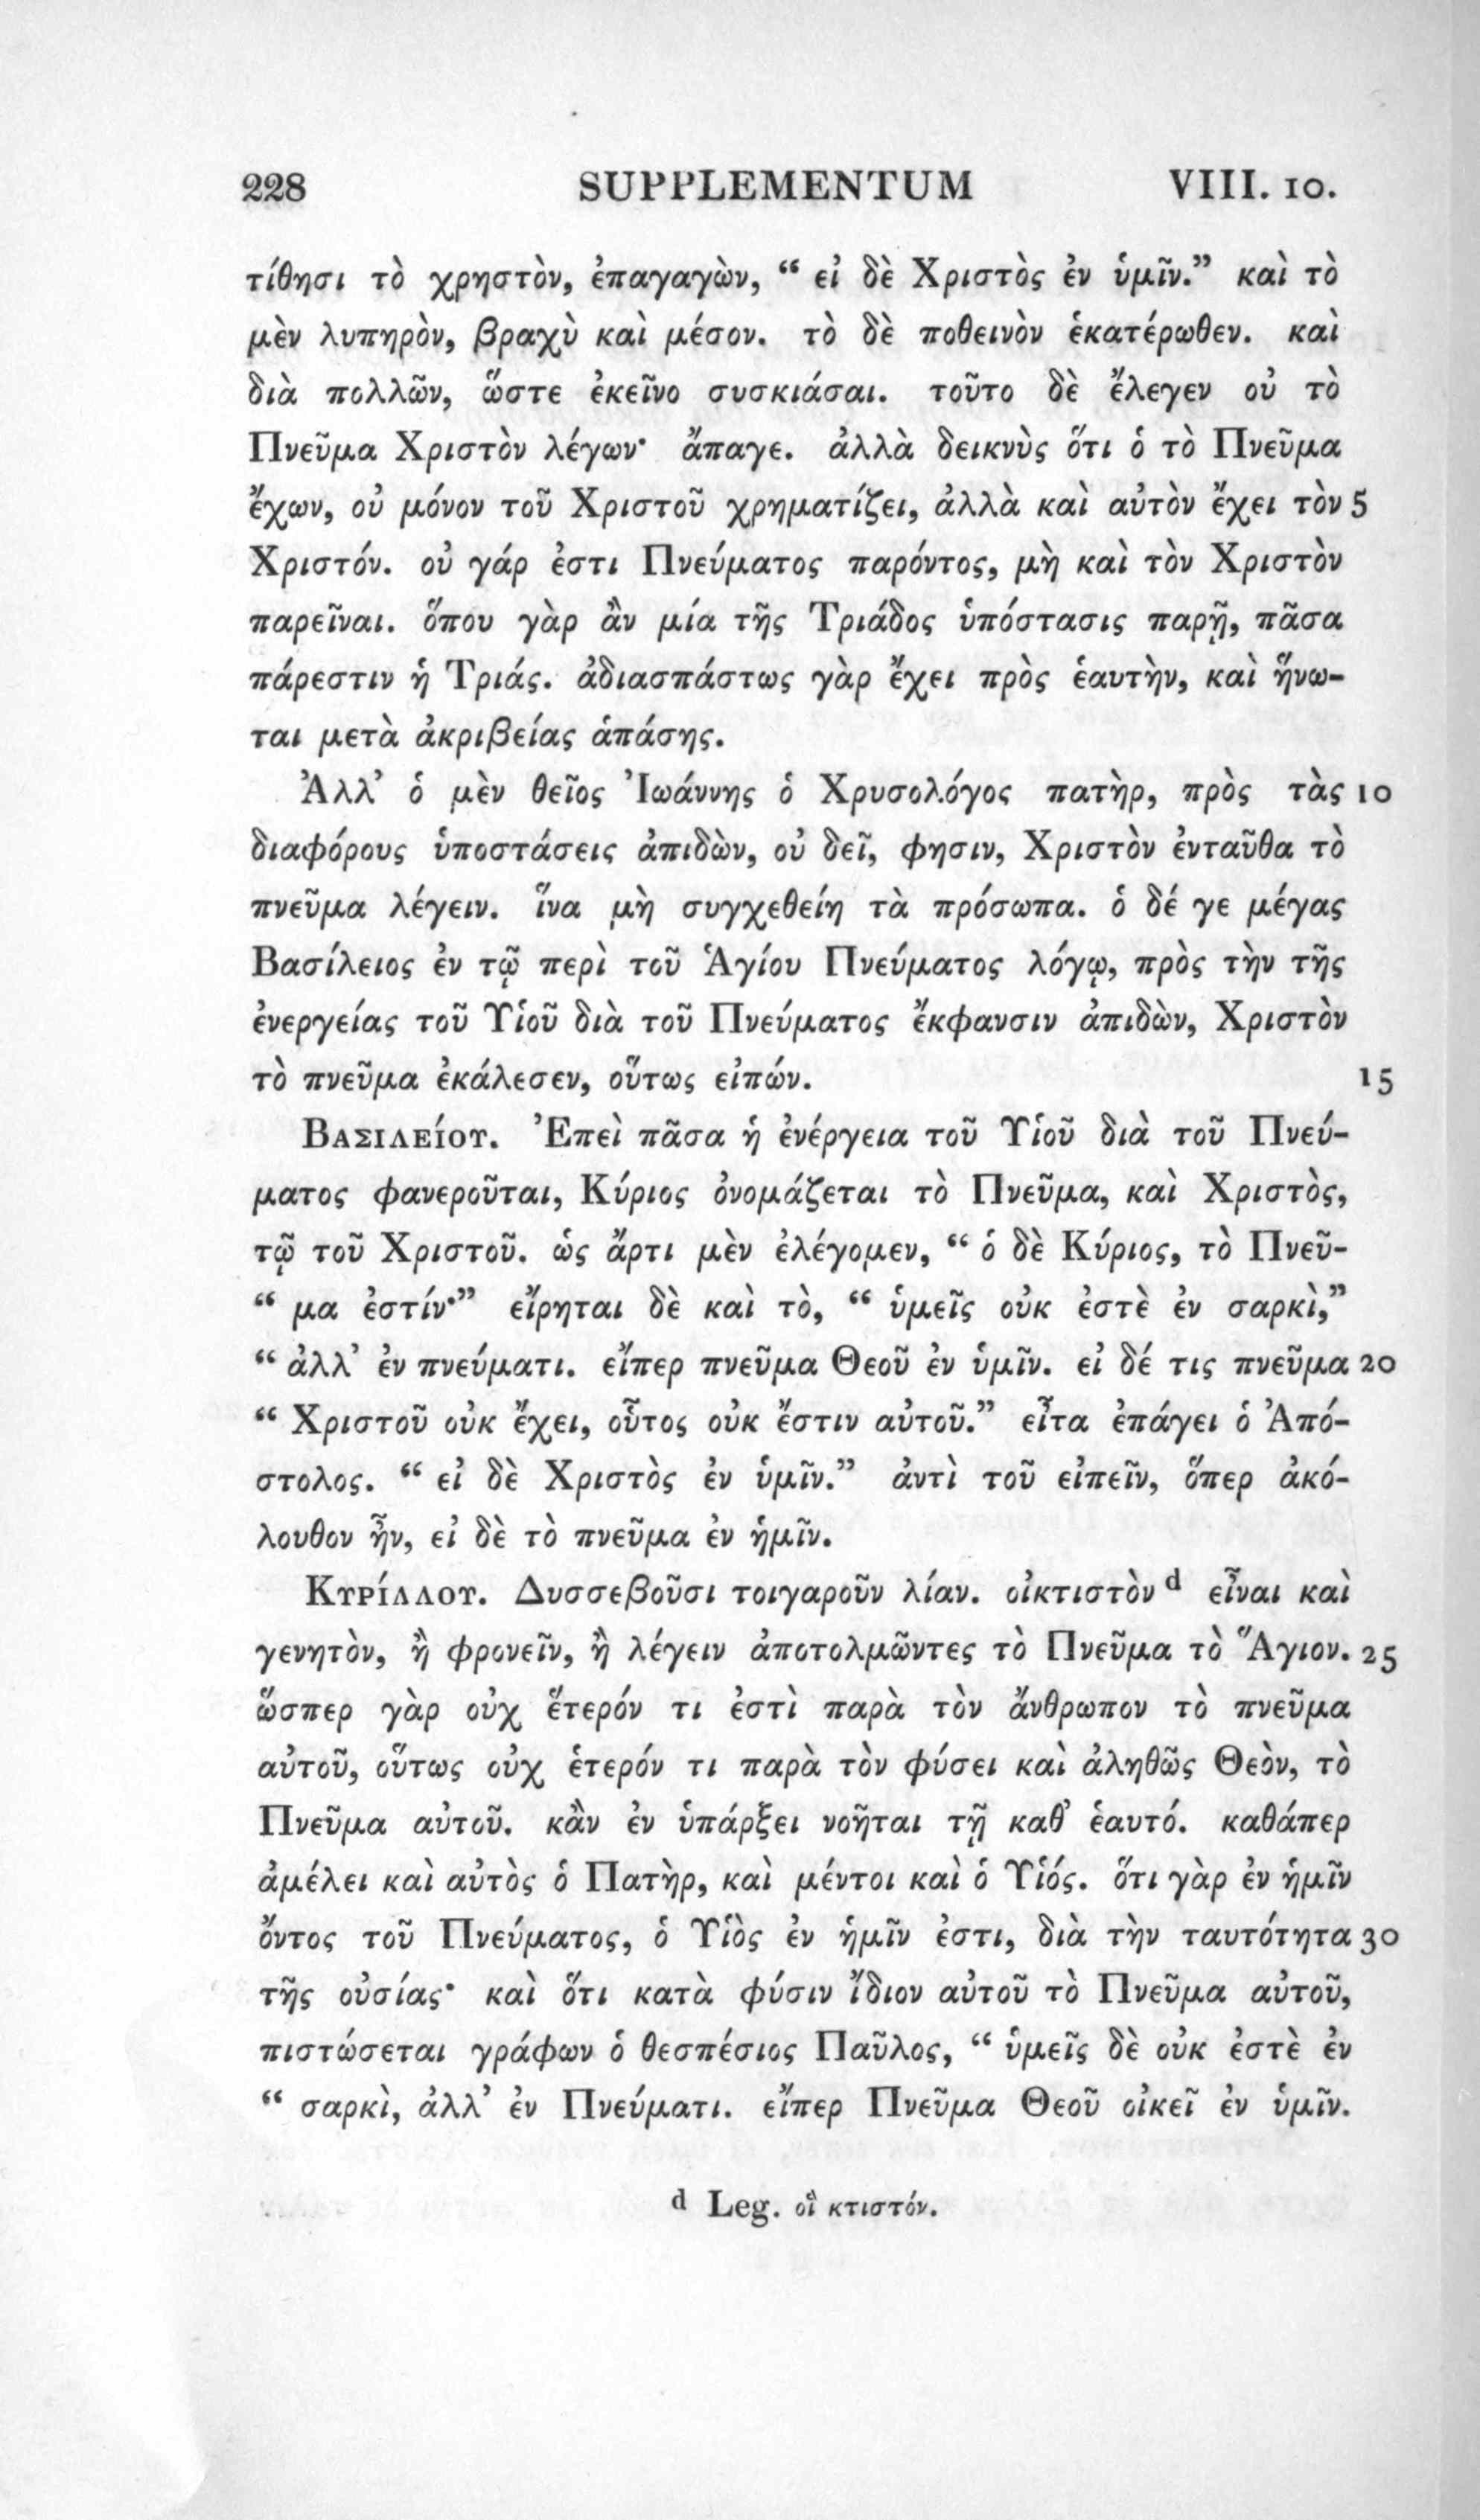 228 SUPPLEMENTUM VIII. 10.
τίθησι τὸ χρηστὸν, ἐπαγαγὼν, “ εἰ δὲ Χριστὸς ἐν ὑμῖν.” καὶ τὸ
μὲν λυπηρὸν, βραχὺ καὶ μέσον. τὸ δὲ ποθεινὸν ἑκατέρωθεν. καὶ
διὰ πολλῶν, ὥστε ἐκεῖνο συσκιάσαι. τοῦτο δὲ ἔλεγεν οὐ τὸ
Πνεῦμα Χριστὸν λέγων· ἄπαγε. ἀλλὰ δεικνὺς ὅτι ὁ τὸ Πνεῦμα
ἔχων, οὐ μόνον τοῦ Χριστοῦ χρηματίζει, ἀλλὰ καὶ αὐτὸν ἔχει τὸν 5
Χριστόν. οὐ γάρ ἐστι Πνεύματος παρόντος, μὴ καὶ τὸν Χριστὸν
παρεῖναι. ὅπου γὰρ ἂν μία τῆς Τριάδος ὑπόστασις παρῇ, πᾶσα
πάρεστιν ἡ Τριάς. ἀδιασπάστως γὰρ ἔχει πρὸς ἑαυτὴν, καὶ ἥνω-
ται μετὰ ἀκριβείας ἁπάσης.
Ἀλλ’ ὁ μὲν θεῖος Ἰωάννης ὁ Χρυσολόγος πατὴρ, πρὸς τὰς 10
διαφόρους ὑποστάσεις ἀπιδὼν, οὐ δεῖ, φησιν, Χριστὸν ἐνταῦθα τὸ
πνεῦμα λέγειν. ἵνα μὴ συγχεθείη τὰ πρόσωπα. ὁ δέ γε μέγας
Βασίλειος ἐν τῷ περὶ τοῦ Ἁγίου Πνεύματος λόγῳ, πρὸς τὴν τῆς
ἐνεργείας τοῦ Υἱοῦ διὰ τοῦ Πνεύματος ἔκφανσιν ἀπιδὼν, Χριστὸν
τὸ πνεῦμα ἐκάλεσεν, οὕτως εἰπών. 15
Βασιλείου. Ἐπεὶ πᾶσα ἡ ἐνέργεια τοῦ Υἱοῦ διὰ τοῦ Πνεύ-
ματος φανεροῦται, Κύριος ὀνομάζεται τὸ Πνεῦμα, καὶ Χριστὸς,
τῷ τοῦ Χριστοῦ. ὡς ἄρτι μὲν ἐλέγομεν, “ ὁ δὲ Κύριος, τὸ Πνεῦ-
“ μα ἐστίν·” εἴρηται δὲ καὶ τὸ, “ ὑμεῖς οὐκ ἐστὲ ἐν σαρκὶ,”
“ ἀλλ’ ἐν πνεύματι. εἴπερ πνεῦμα Θεοῦ ἐν ὑμῖν. εἰ δέ τις πνεῦμα 20
“ Χριστοῦ οὐκ ἔχει, οὗτος οὐκ ἔστιν αὐτοῦ.” εἶτα ἐπάγει ὁ Ἀπό-
στολος. “ εἰ δὲ Χριστὸς ἐν ὑμῖν.” ἀντὶ τοῦ εἰπεῖν, ὅπερ ἀκό-
λουθον ἦν, εἰ δὲ τὸ πνεῦμα ἐν ἡμῖν.
Κυρίλλου. Δυσσεβοῦσι τοιγαροῦν λίαν. οἰκτιστὸν d εἶναι καὶ
γενητὸν, ἢ φρονεῖν, ἢ λέγειν ἀποτολμῶντες τὸ Πνεῦμα τὸ Ἅγιον. 25
ὥσπερ γὰρ οὐχ ἕτερόν τι ἐστὶ παρὰ τὸν ἄνθρωπον τὸ πνεῦμα
αὐτοῦ, οὕτως οὐχ ἑτερόν τι παρὰ τὸν φύσει καὶ ἀληθῶς Θεὸν, τὸ
Πνεῦμα αὐτοῦ. κἂν ἐν ὑπάρξει νοῆται τῇ καθ’ ἑαυτό. καθάπερ
ἀμέλει καὶ αὐτὸς ὁ Πατὴρ, καὶ μέντοι καὶ ὁ Υἱός. ὅτι γὰρ ἐν ἡμῖν
ὄντος τοῦ Πνεύματος, ὁ Υἱὸς ἐν ἡμῖν ἐστι, διὰ τὴν ταυτότητα 30
τῆς οὐσίας· καὶ ὅτι κατὰ φύσιν ἴδιον αὐτοῦ τὸ Πνεῦμα αὐτοῦ,
πιστώσεται γράφων ὁ θεσπέσιος Παῦλος, “ ὑμεῖς δὲ οὐκ ἐστὲ ἐν
“ σαρκὶ, ἀλλ’ ἐν Πνεύματι. εἴπερ Πνεῦμα Θεοῦ οἰκεῖ ἐν ὑμῖν.
d Leg. οἳ κτιστόν.